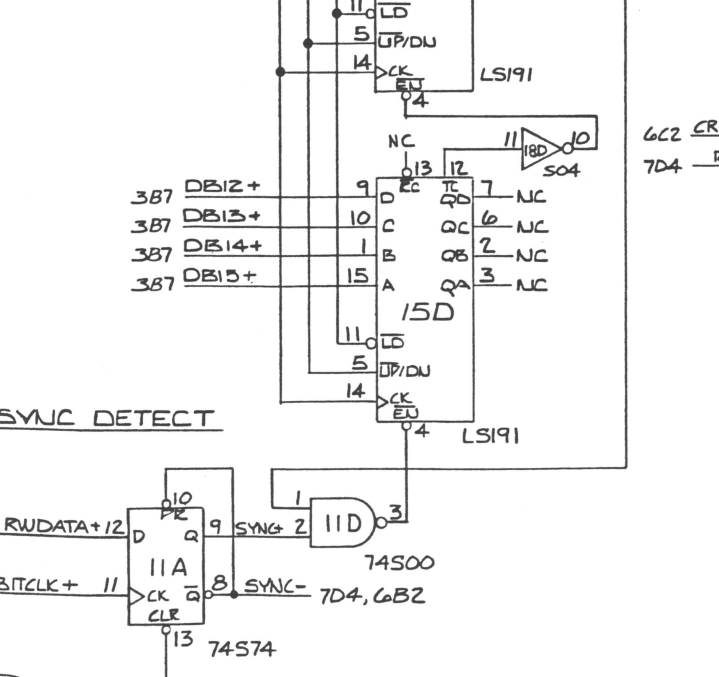 11 LD
5 UP/DN
14 CK
EN
4
LS191
11 18D 10
S04
6C2 CR
7D4
NC
13 12
RC TC
3B7 DB12+ 9 D QD 7 NC
3B7 DB13+ 10 C QC 6 NC
3B7 DB14+ 1 B QB 2 NC
3B7 DB15+ 15 A QA 3 NC
15D
11 LD
5 UP/DN
14 CK
EN
4
LS191
SYNC DETECT
10
PR
RWDATA+ 12 D Q 9 SYNC+ 2
1
11D 3
74S00
11A
BITCLK+ 11 CK Q 8 SYNC- 7D4, 6B2
CLR
13
74S74